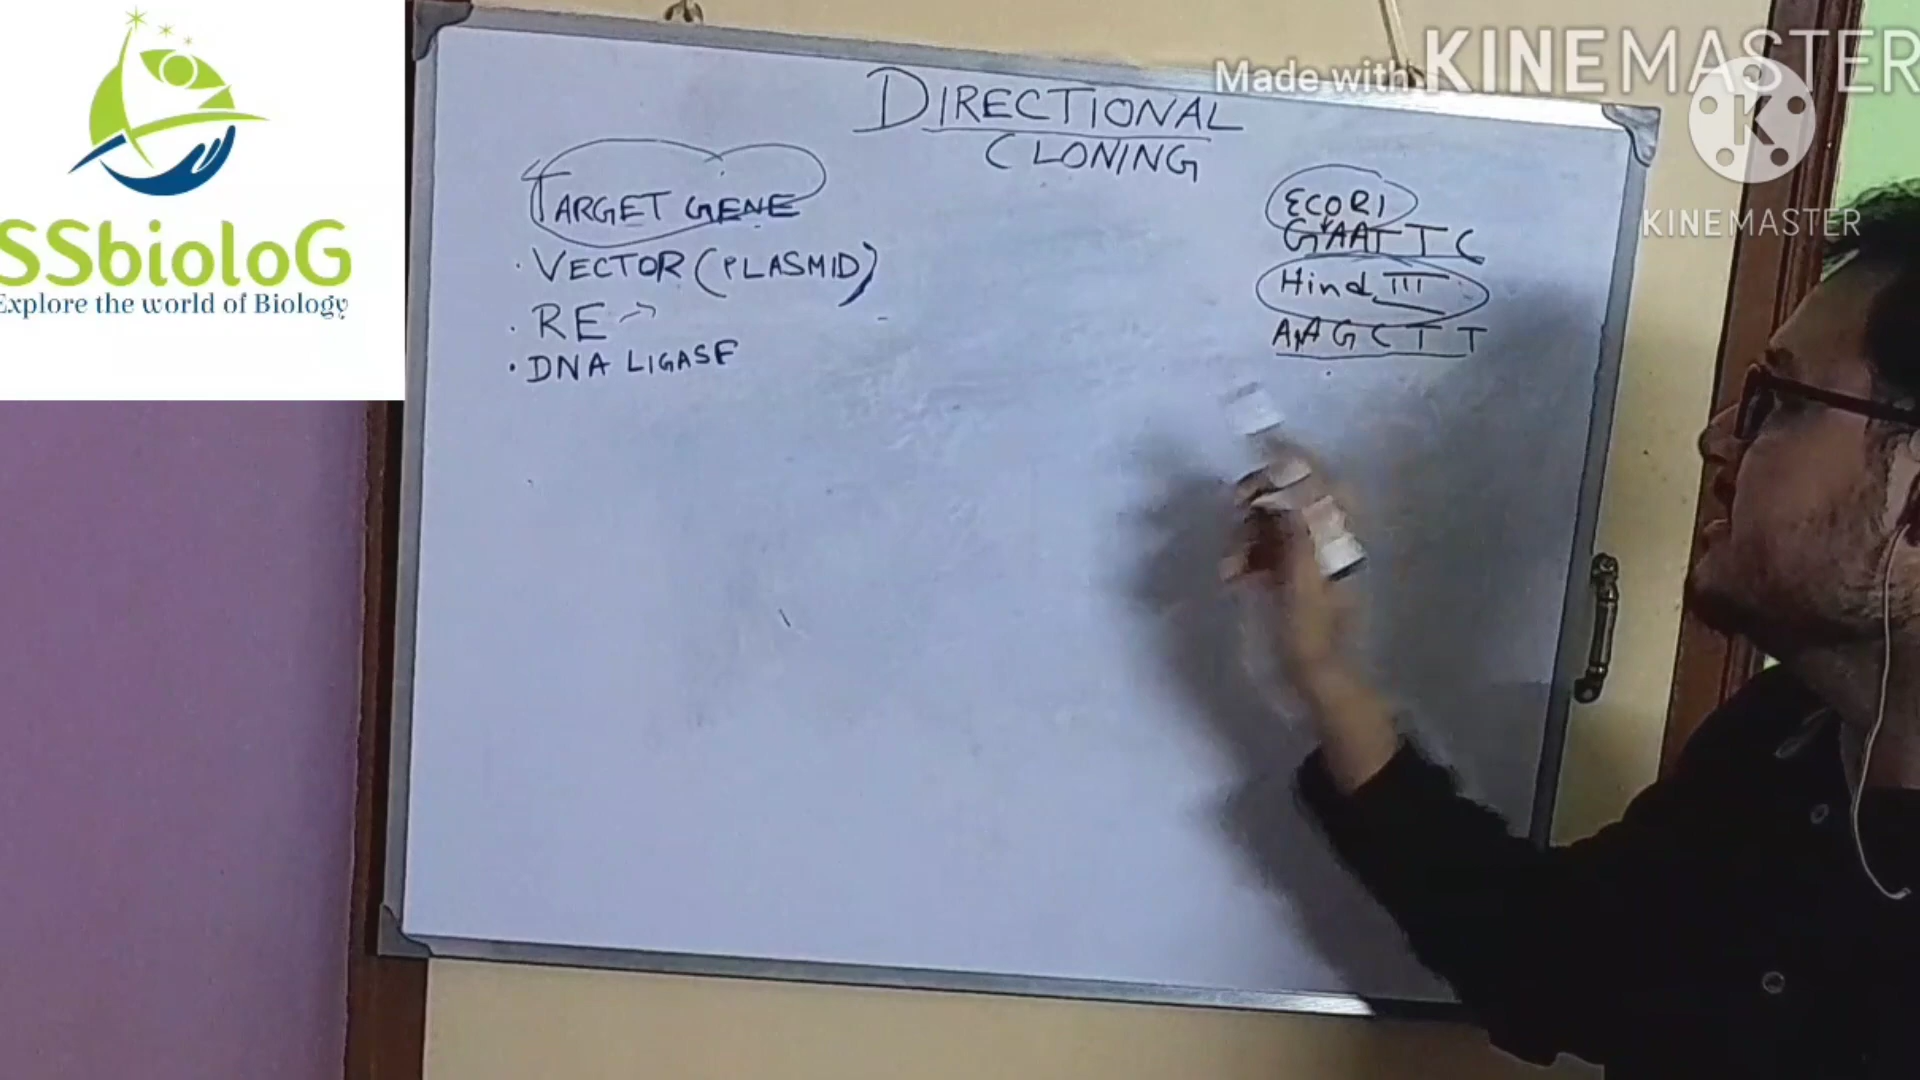 SSbioloG
Explore the world of Biology
Made with KINEMASTER
K
KINEMASTER
DIRECTIONAL
CLONING
TARGET GENE
· VECTOR (PLASMID)
· RE →
· DNA LIGASE
ECORI
GAATTC
Hind III
AAGCTT